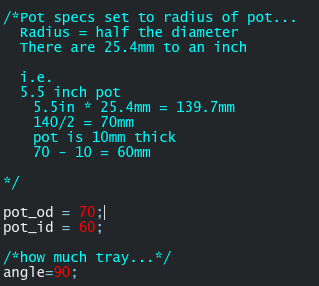 /*Pot specs set to radius of pot...
Radius = half the diameter
There are 25.4mm to an inch
i.e.
5.5 inch pot
5.5in * 25.4mm = 139.7mm
140/2 = 70mm
pot is 10mm thick
70 - 10 = 60mm
*/
pot_od = 70;
pot_id = 60;
/*how much tray...*/
angle=90;